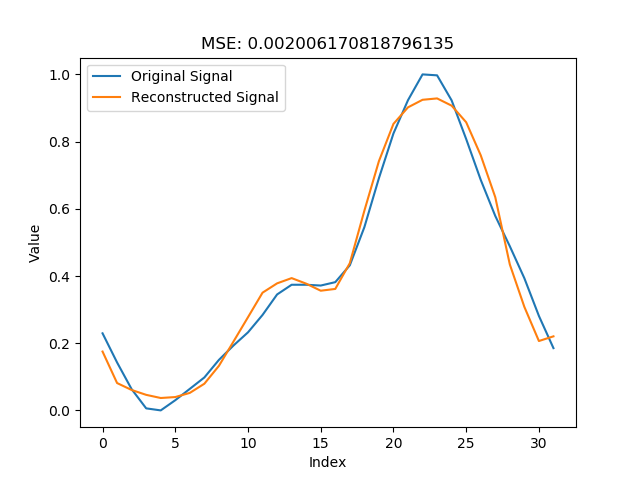 MSE: 0.002006170818796135
Original Signal
Reconstructed Signal
1.0
0.8
0.6
0.4
0.2
0.0
Value
0 5 10 15 20 25 30
Index